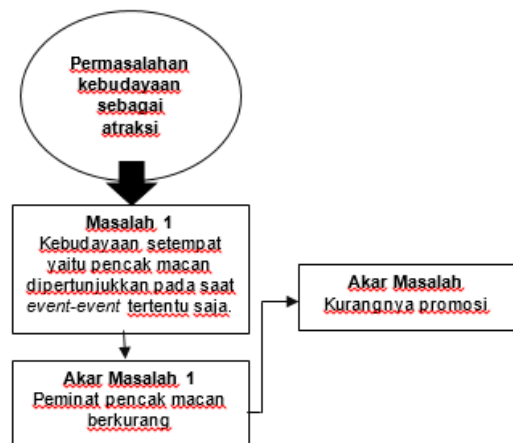 Permasalahan
kebudayaan
sebagai
atraksi
Masalah 1
Kebudayaan setempat
yaitu pencak macan
dipertunjukkan pada saat
event-event tertentu saja.
Akar Masalah 1
Peminat pencak macan
berkurang
Akar Masalah
Kurangnya promosi